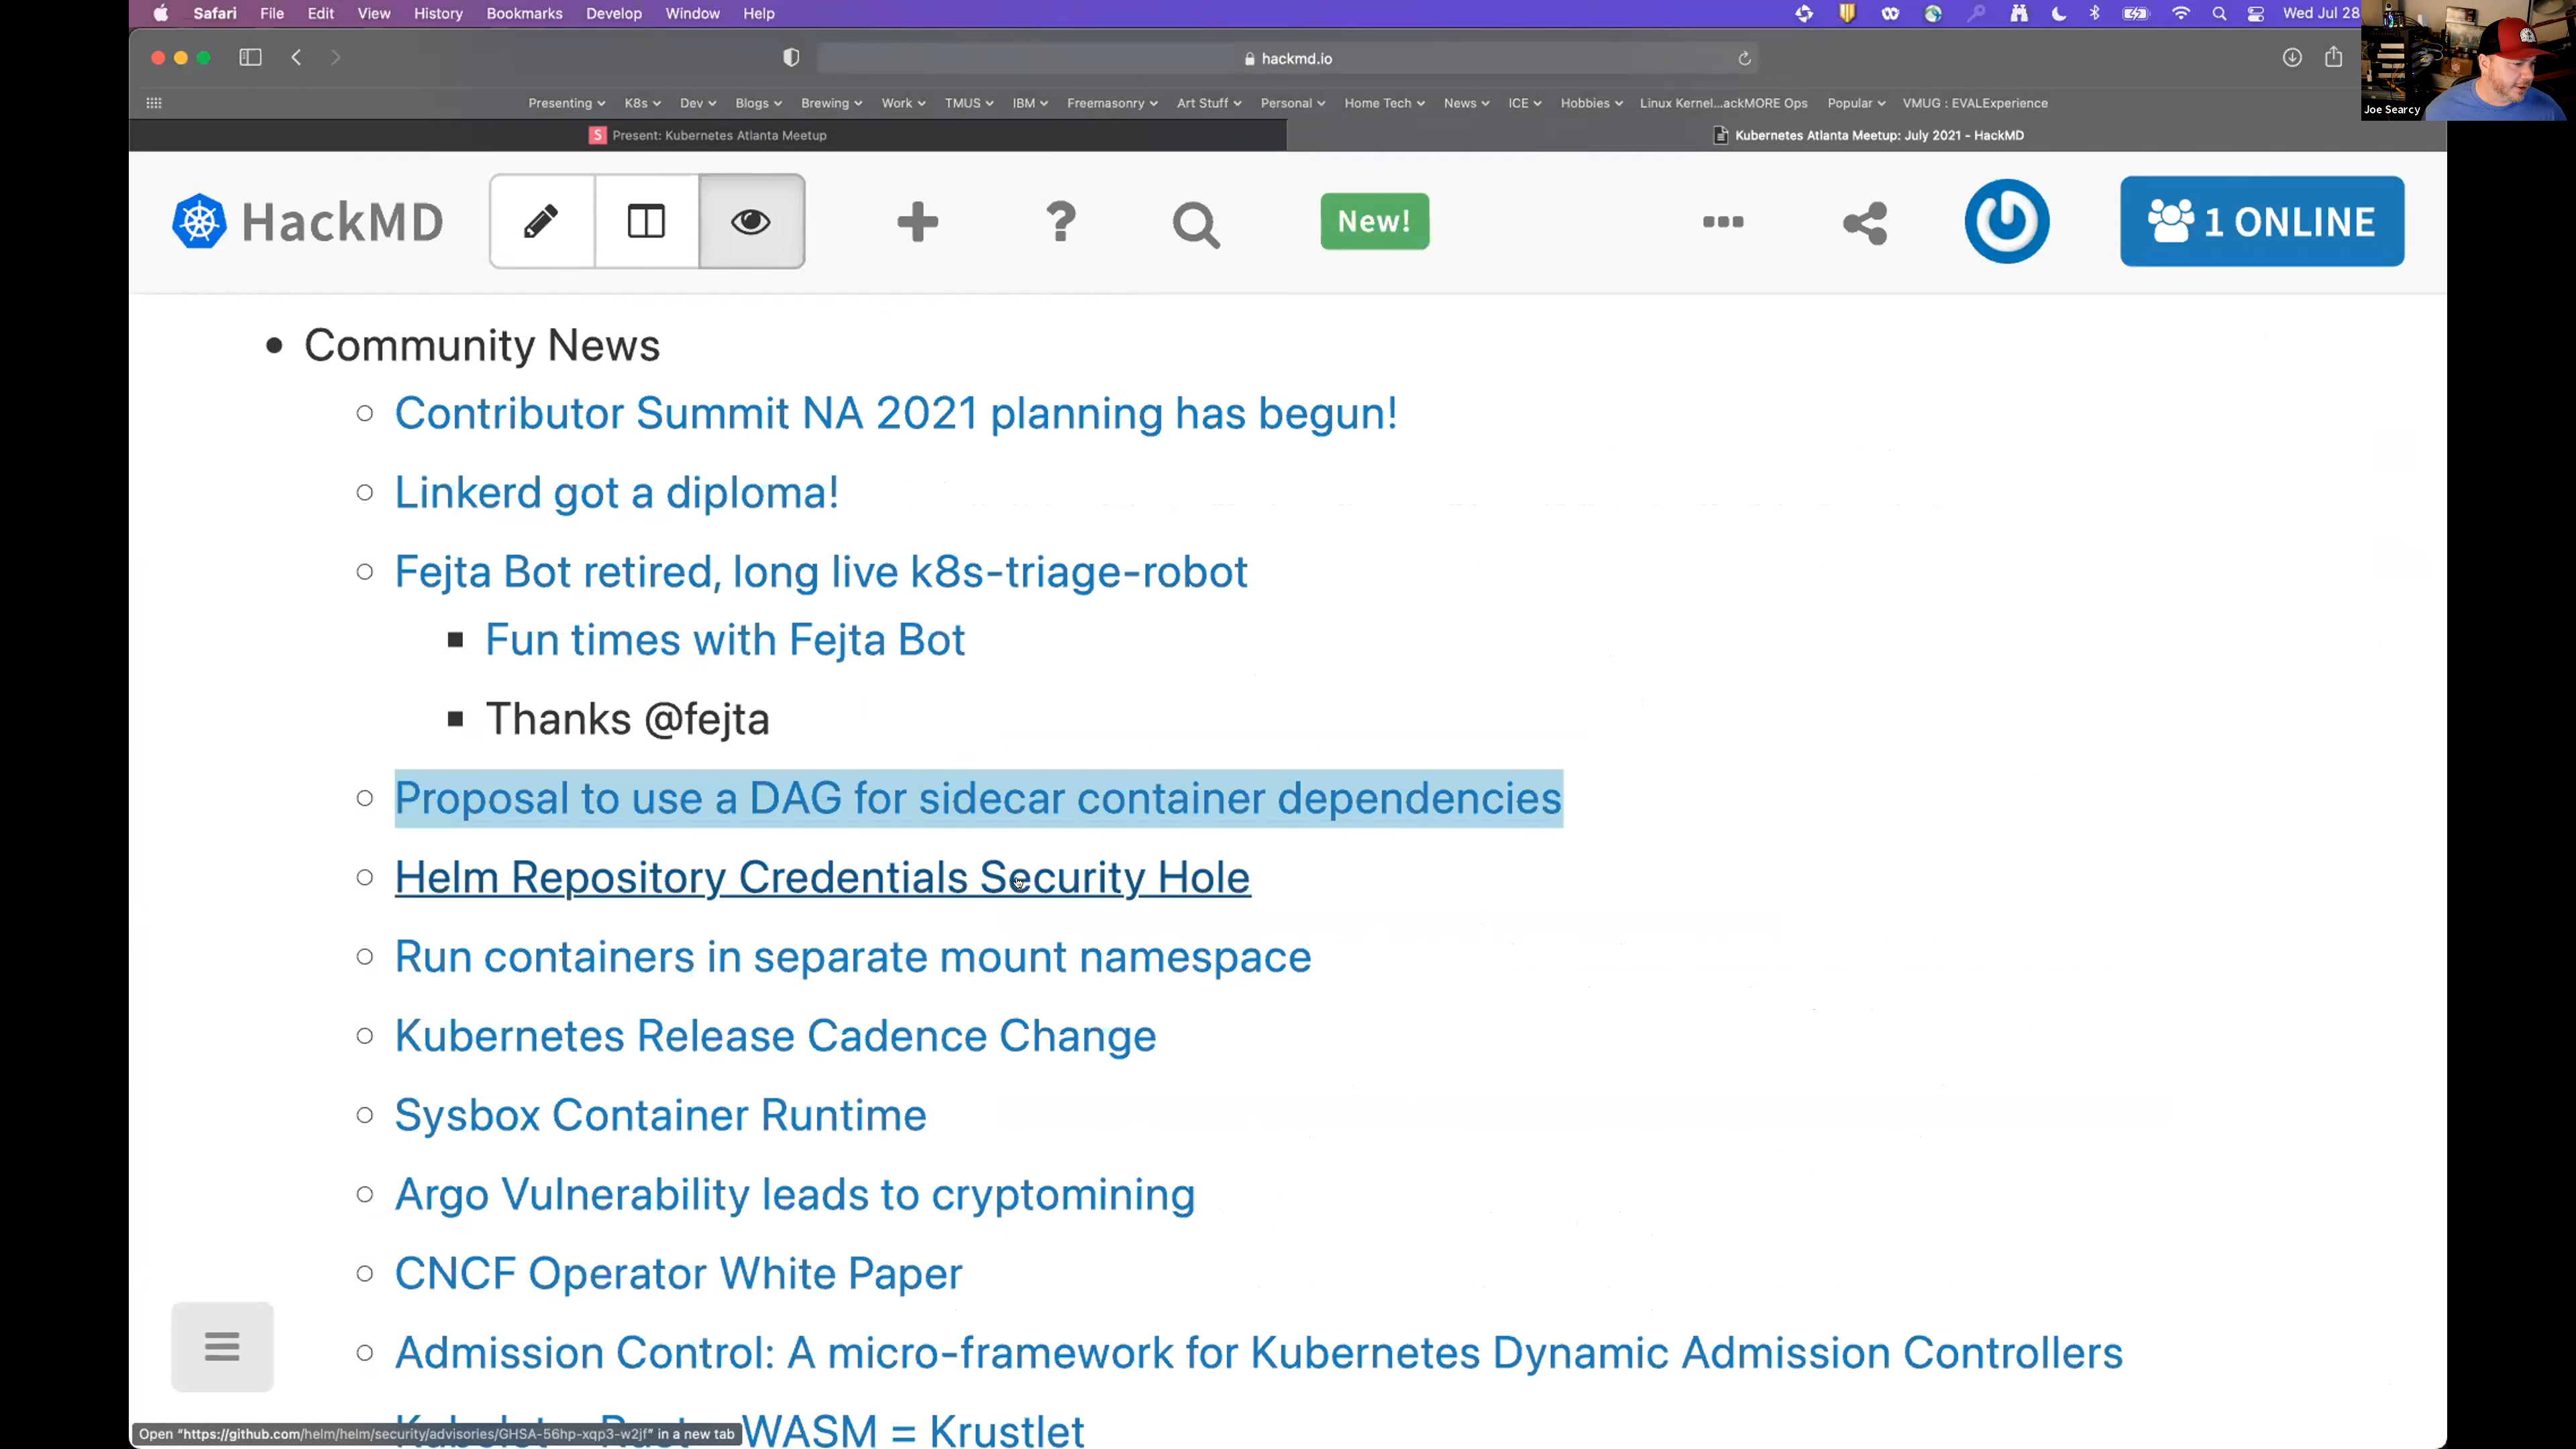 Safari File Edit View History Bookmarks Develop Window Help Wed Jul 28
hackmd.io
Presenting K8s Dev Blogs Brewing Work TMUS IBM Freemasonry Art Stuff Personal Home Tech News ICE Hobbies Linux Kernel...ackMORE Ops Popular VMUG : EVALExperience
Joe Searcy
S Present: Kubernetes Atlanta Meetup
Kubernetes Atlanta Meetup: July 2021 - HackMD
HackMD
?
New!
1 ONLINE
Community News
Contributor Summit NA 2021 planning has begun!
Linkerd got a diploma!
Fejta Bot retired, long live k8s-triage-robot
Fun times with Fejta Bot
Thanks @fejta
Proposal to use a DAG for sidecar container dependencies
Helm Repository Credentials Security Hole
Run containers in separate mount namespace
Kubernetes Release Cadence Change
Sysbox Container Runtime
Argo Vulnerability leads to cryptomining
CNCF Operator White Paper
Admission Control: A micro-framework for Kubernetes Dynamic Admission Controllers
WASM = Krustlet
Open "https://github.com/helm/helm/security/advisories/GHSA-56hp-xqp3-w2jf" in a new tab